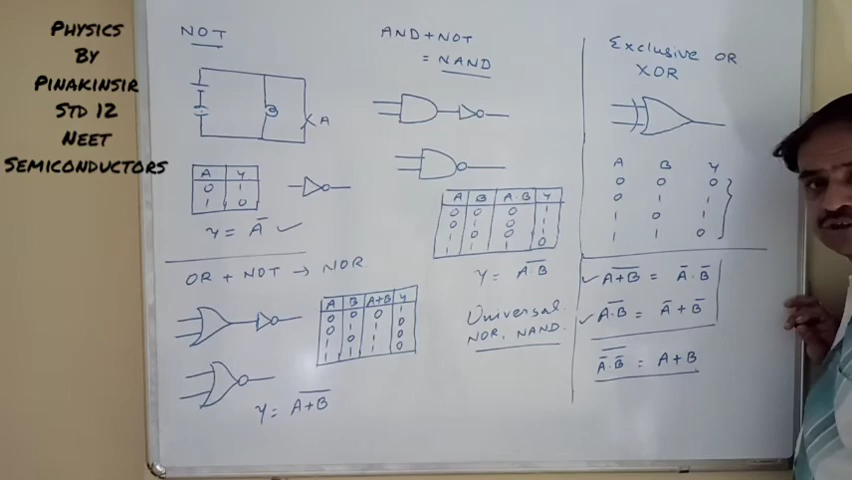 Physics
By
Pinakinsir
Std 12
Neet
Semiconductors
NOT
B
A
A Y
0 1
1 0
Y = A̅ ✓
OR + NOT → NOR
A B A+B Y
0 0 0 1
0 1 1 0
1 0 1 0
1 1 1 0
Y = A̅+̅B̅
AND + NOT
= NAND
A B A·B Y
0 0 0 1
0 1 0 1
1 0 0 1
1 1 1 0
Y = A̅·̅B̅
Universal
NOR, NAND.
Exclusive OR
XOR
A B Y
0 0 0
0 1 1
1 0 1
1 1 0
✓ A̅+̅B̅ = A̅ · B̅
✓ A̅·̅B̅ = A̅ + B̅
A̅·B̅ = A+B